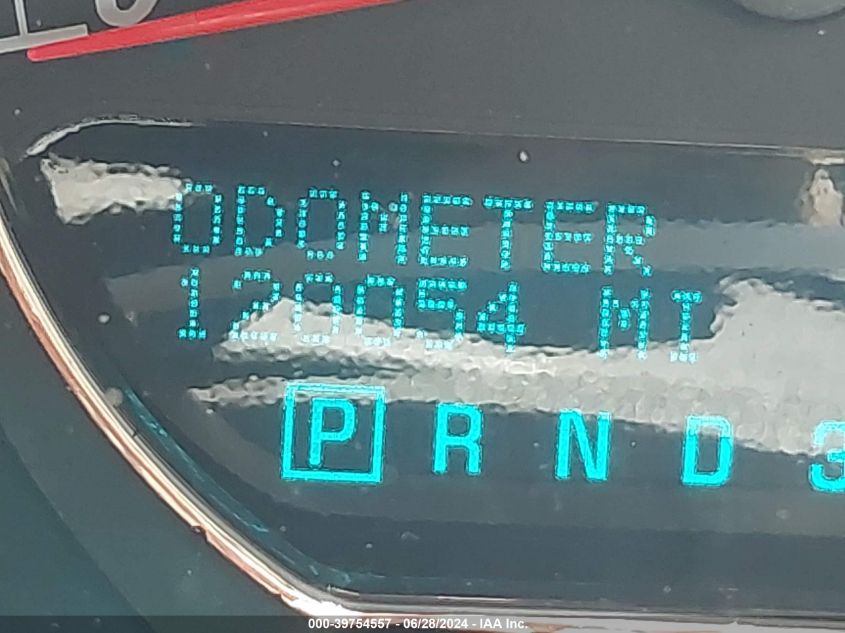 ODOMETER
120054 MI
P R N D 3
000-39754557 - 06/28/2024 - IAA Inc.